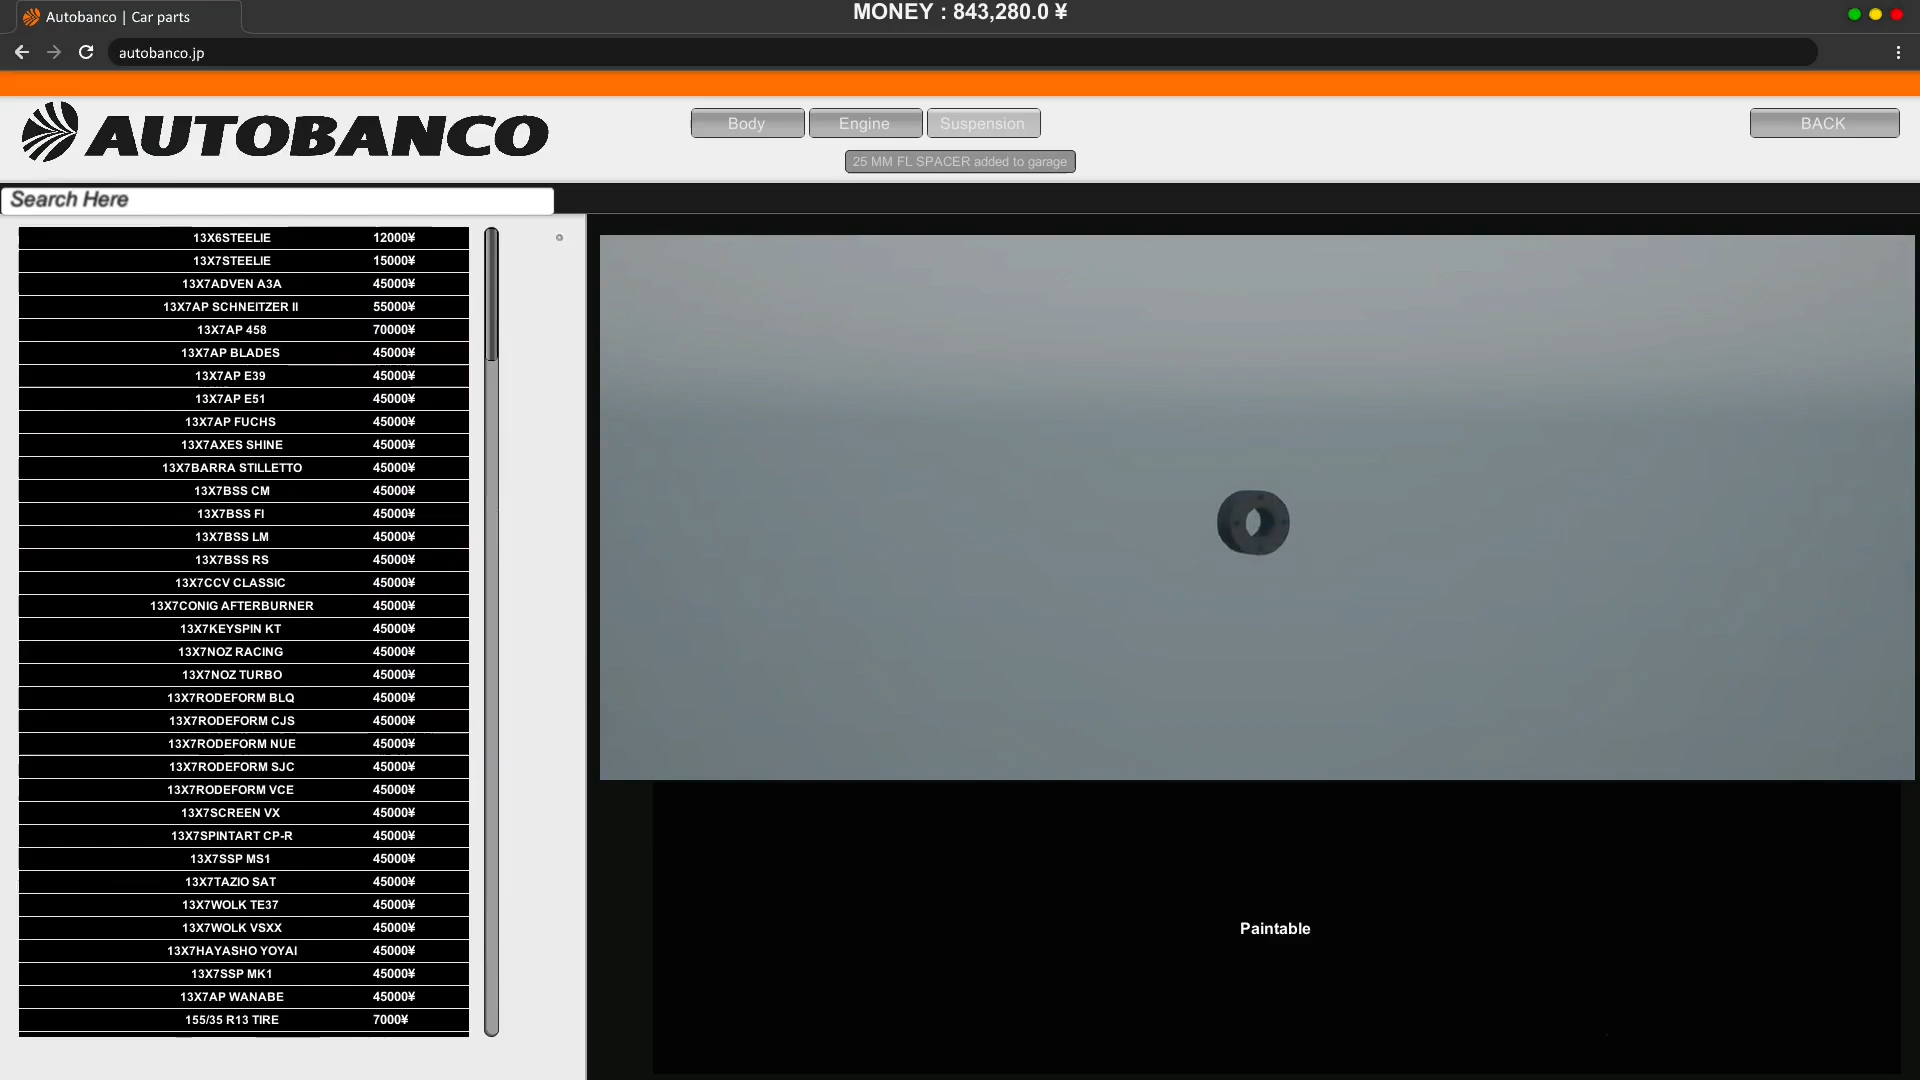 Autobanco | Car parts
MONEY : 843,280.0 ¥
autobanco.jp
AUTOBANCO
Body
Engine
Suspension
BACK
25 MM FL SPACER added to garage
Search Here
13X6STEELIE 12000¥
13X7STEELIE 15000¥
13X7ADVEN A3A 45000¥
13X7AP SCHNEITZER II 55000¥
13X7AP 458 70000¥
13X7AP BLADES 45000¥
13X7AP E39 45000¥
13X7AP E51 45000¥
13X7AP FUCHS 45000¥
13X7AXES SHINE 45000¥
13X7BARRA STILLETTO 45000¥
13X7BSS CM 45000¥
13X7BSS FI 45000¥
13X7BSS LM 45000¥
13X7BSS RS 45000¥
13X7CCV CLASSIC 45000¥
13X7CONIG AFTERBURNER 45000¥
13X7KEYSPIN KT 45000¥
13X7NOZ RACING 45000¥
13X7NOZ TURBO 45000¥
13X7RODEFORM BLQ 45000¥
13X7RODEFORM CJS 45000¥
13X7RODEFORM NUE 45000¥
13X7RODEFORM SJC 45000¥
13X7RODEFORM VCE 45000¥
13X7SCREEN VX 45000¥
13X7SPINTART CP-R 45000¥
13X7SSP MS1 45000¥
13X7TAZIO SAT 45000¥
13X7WOLK TE37 45000¥
13X7WOLK VSXX 45000¥
13X7HAYASHO YOYAI 45000¥
13X7SSP MK1 45000¥
13X7AP WANABE 45000¥
155/35 R13 TIRE 7000¥
Paintable